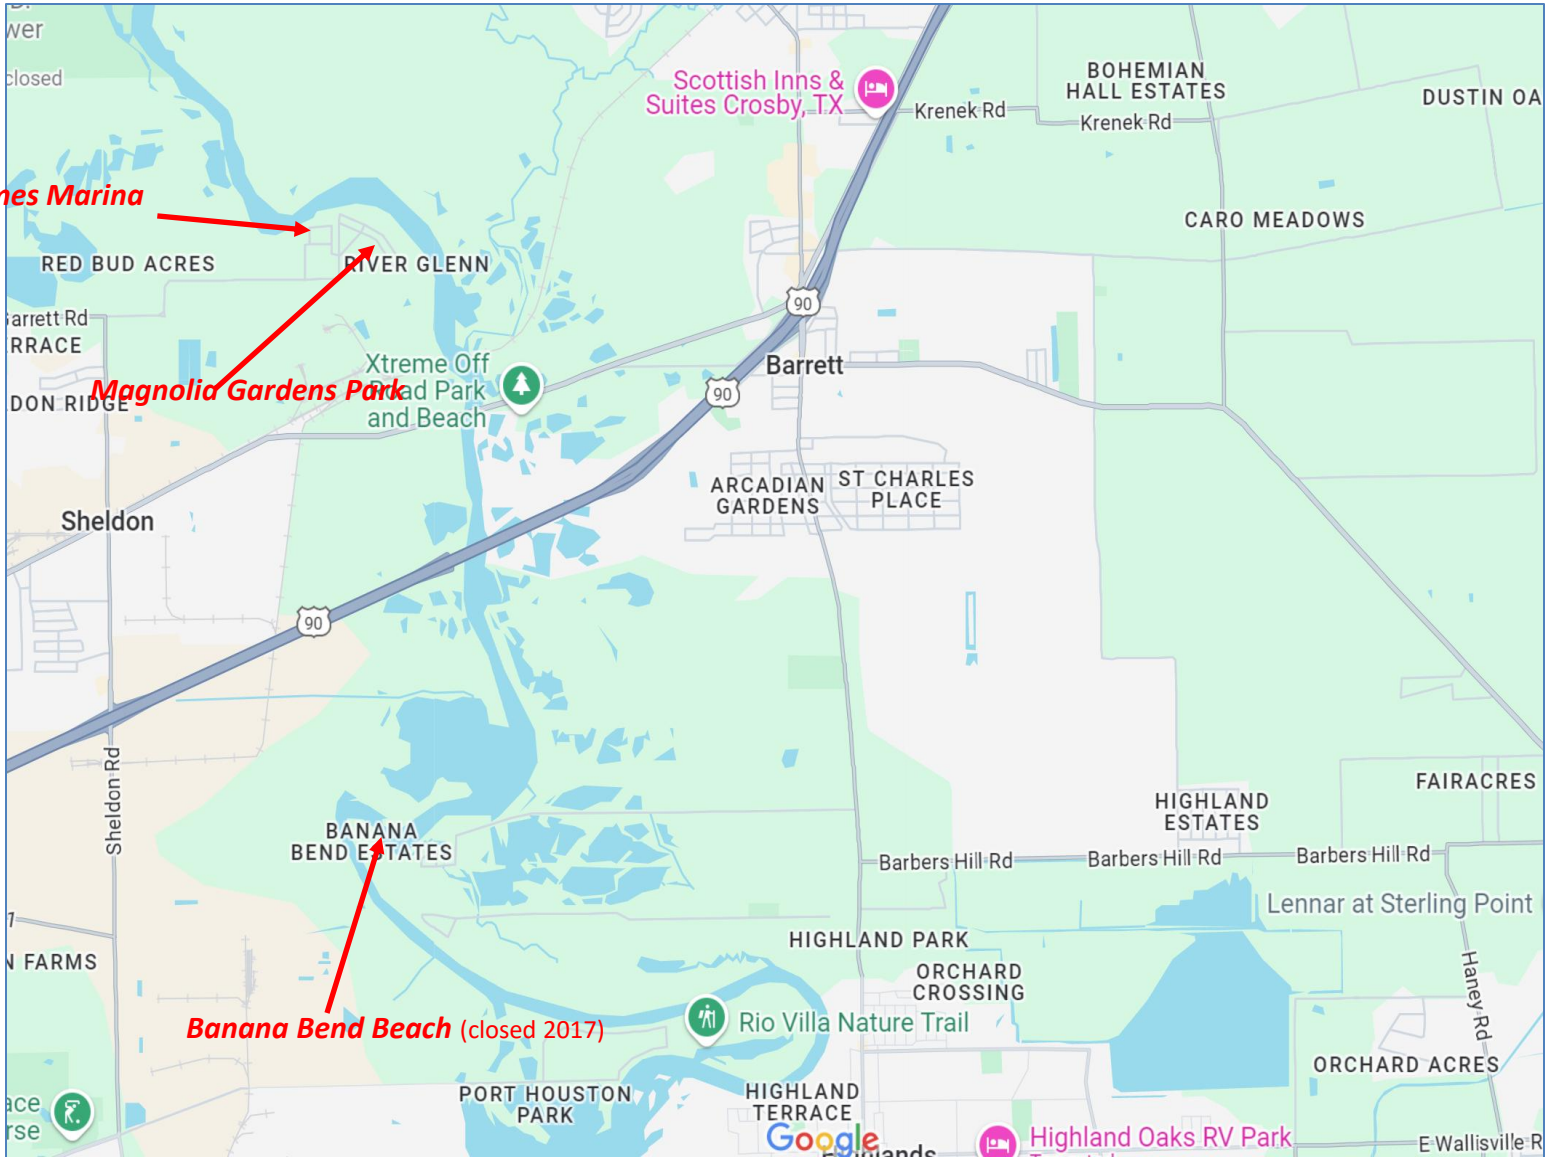 wer
closed
Scottish Inns &
Suites Crosby, TX
BOHEMIAN
HALL ESTATES
DUSTIN OA
Krenek Rd
Krenek Rd
nes Marina
CARO MEADOWS
RED BUD ACRES
RIVER GLENN
90
Garrett Rd
RRACE
Barrett
Xtreme Off
Road Park
and Beach
90
Magnolia Gardens Park
DON RIDGE
ARCADIAN
GARDENS
ST CHARLES
PLACE
Sheldon
90
Sheldon Rd
FAIRACRES
HIGHLAND
ESTATES
BANANA
BEND ESTATES
Barbers Hill Rd
Barbers Hill Rd
Barbers Hill Rd
Lennar at Sterling Point
HIGHLAND PARK
N FARMS
ORCHARD
CROSSING
Haney Rd
Banana Bend Beach (closed 2017)
Rio Villa Nature Trail
ORCHARD ACRES
PORT HOUSTON
PARK
HIGHLAND
TERRACE
ace
rse
Google
Highland Oaks RV Park
E Wallisville R